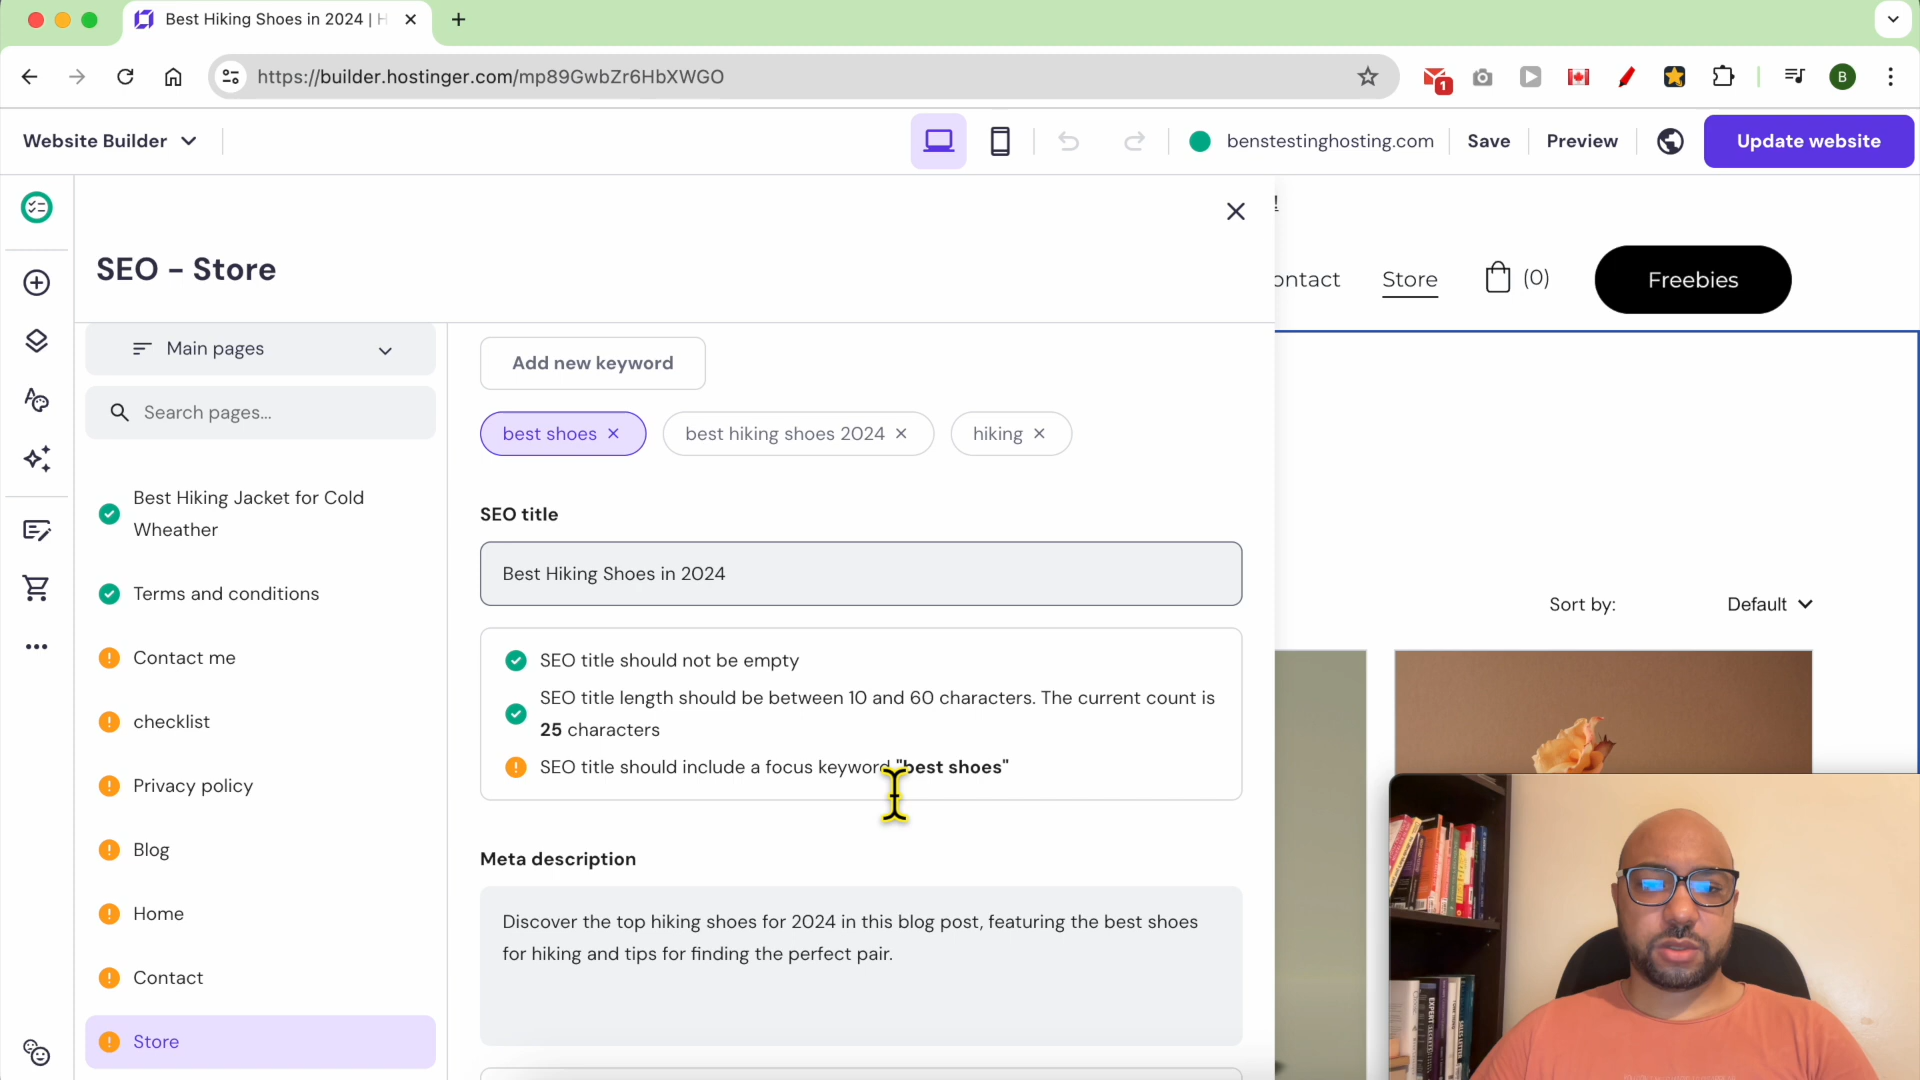 Best Hiking Shoes in 2024 | H
https://builder.hostinger.com/mp89GwbZr6HbXWGO
1
B
Website Builder
benstestinghosting.com
Save
Preview
Update website
SEO - Store
!
ontact
Store
(0)
Freebies
Main pages
Search pages...
Best Hiking Jacket for Cold
Wheather
Terms and conditions
Contact me
checklist
Privacy policy
Blog
Home
Contact
Store
Add new keyword
best shoes
best hiking shoes 2024
hiking
SEO title
Best Hiking Shoes in 2024
SEO title should not be empty
SEO title length should be between 10 and 60 characters. The current count is
25 characters
SEO title should include a focus keyword "best shoes"
Meta description
Discover the top hiking shoes for 2024 in this blog post, featuring the best shoes
for hiking and tips for finding the perfect pair.
Sort by:
Default
EXPERT
SECRETS